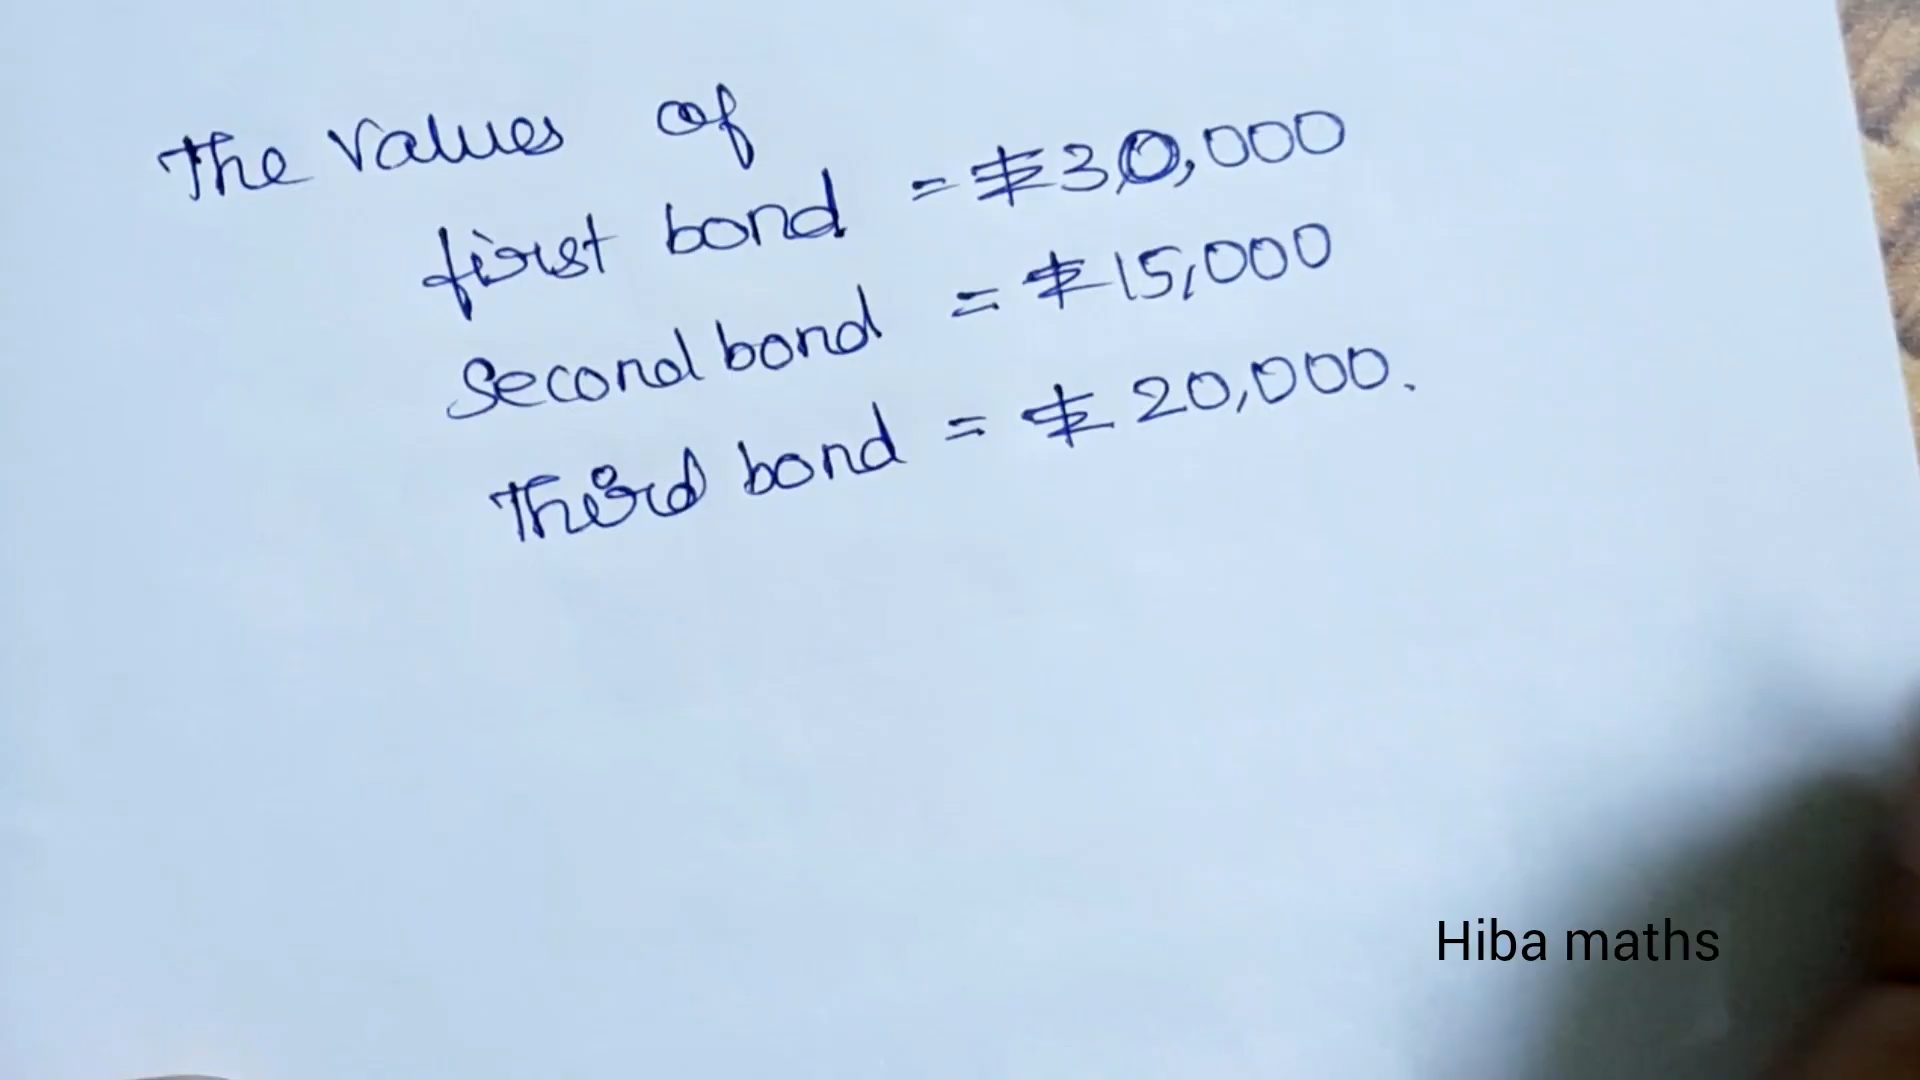 The values of
first bond = ₹30,000
Second bond = ₹15,000
Third bond = ₹ 20,000.
Hiba maths